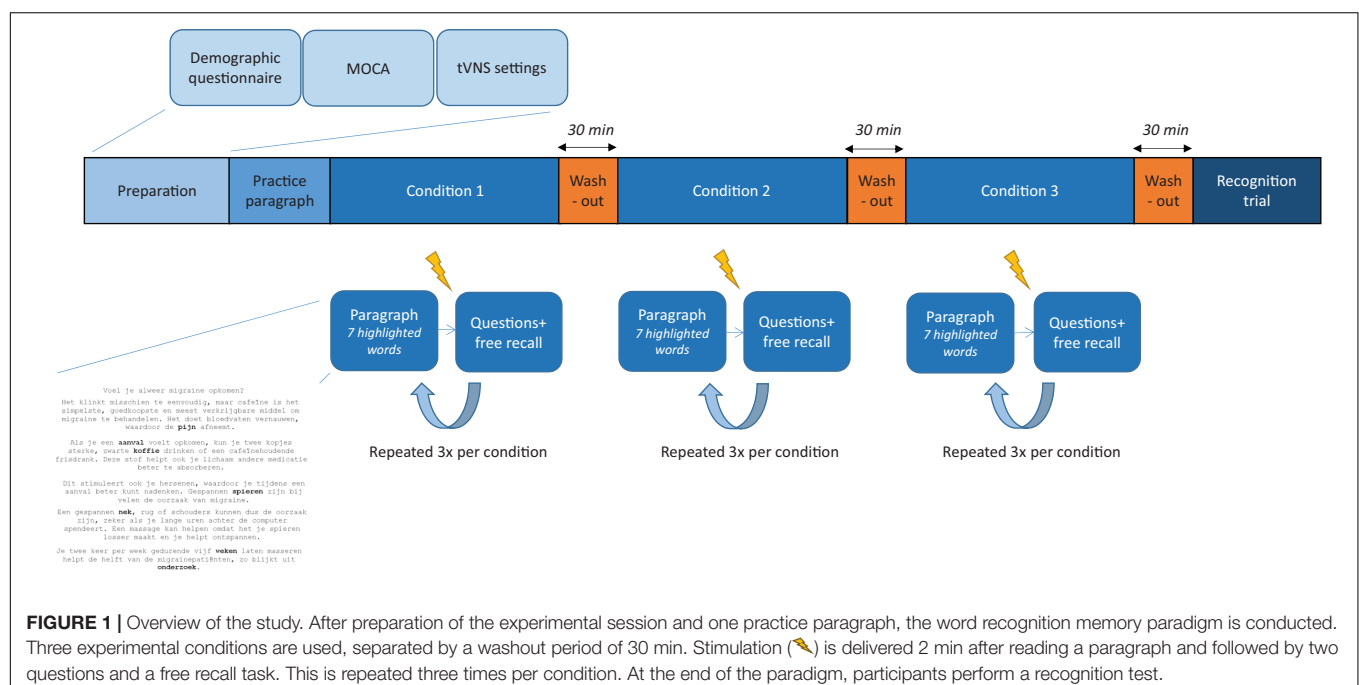 Demographic
questionnaire
MOCA
tVNS settings
30 min
30 min
30 min
Preparation
Practice
paragraph
Condition 1
Wash
- out
Condition 2
Wash
- out
Condition 3
Wash
- out
Recognition
trial
Paragraph
7 highlighted
words
Questions+
free recall
Repeated 3x per condition
Paragraph
7 highlighted
words
Questions+
free recall
Repeated 3x per condition
Paragraph
7 highlighted
words
Questions+
free recall
Repeated 3x per condition
Voel je alweer migraine opkomen?
Het klinkt misschien te eenvoudig, maar cafeïne is het
simpelste, goedkoopste en meest verkrijgbare middel om
migraine te behandelen. Het doet bloedvaten vernauwen,
waardoor de pijn afneemt.
Als je een aanval voelt opkomen, kun je twee kopjes
sterke, zwarte koffie drinken of een cafeïnehoudende
frisdrank. Deze stof helpt ook je lichaam andere medicatie
beter te absorberen.
Dit stimuleert ook je hersenen, waardoor je tijdens een
aanval beter kunt nadenken. Gespannen spieren zijn bij
velen de oorzaak van migraine.
Een gespannen nek, rug of schouders kunnen dus de oorzaak
zijn, zeker als je lange uren achter de computer
spendeert. Een massage kan helpen omdat het je spieren
losser maakt en je helpt ontspannen.
Je twee keer per week gedurende vijf weken laten masseren
helpt de helft van de migrainepatiënten, zo blijkt uit
onderzoek.
FIGURE 1 | Overview of the study. After preparation of the experimental session and one practice paragraph, the word recognition memory paradigm is conducted.
Three experimental conditions are used, separated by a washout period of 30 min. Stimulation ( ) is delivered 2 min after reading a paragraph and followed by two
questions and a free recall task. This is repeated three times per condition. At the end of the paradigm, participants perform a recognition test.